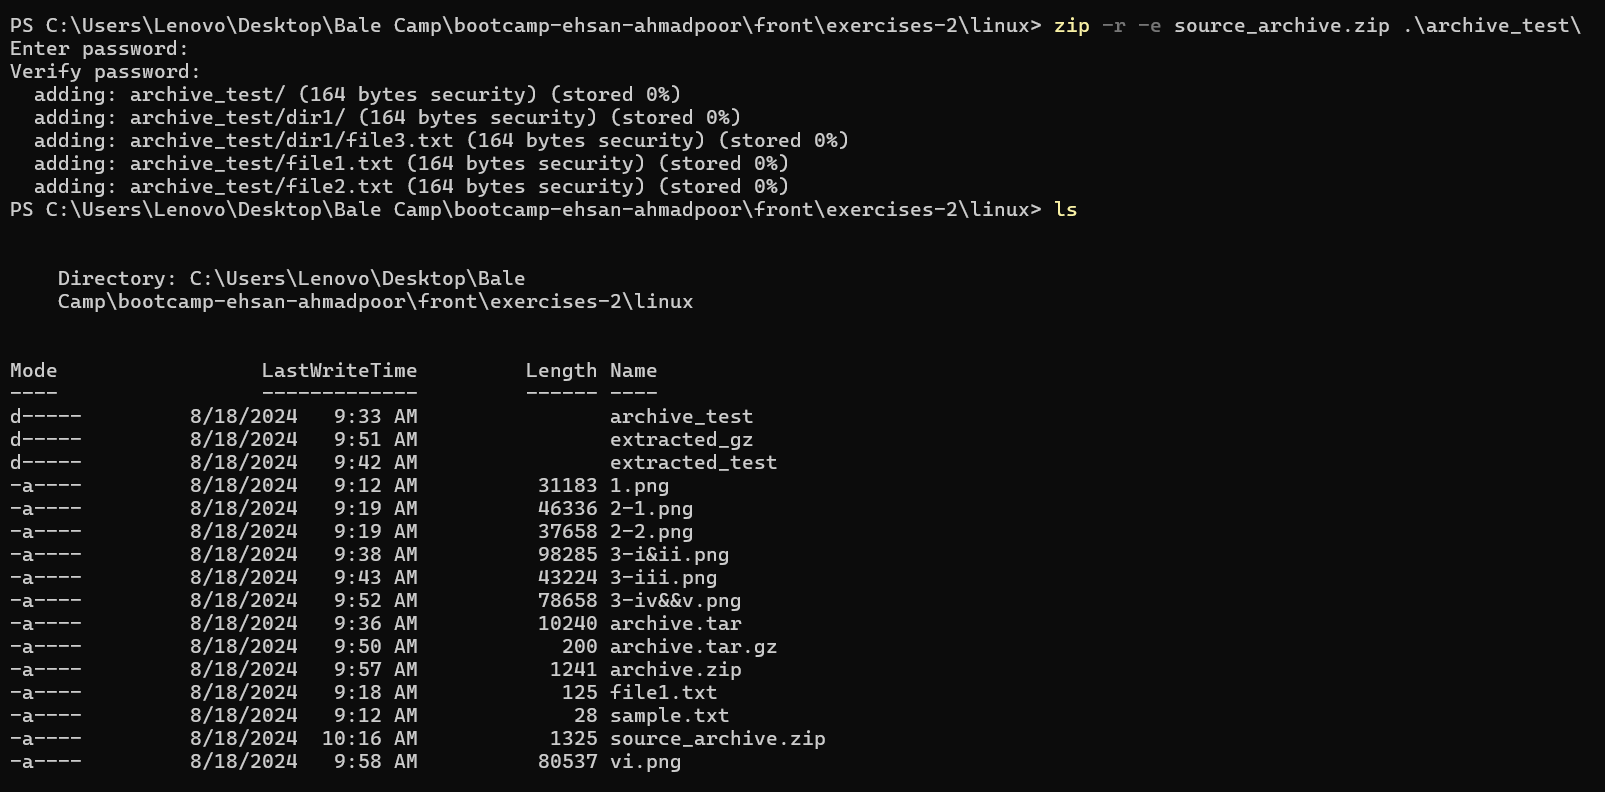 PS C:\Users\Lenovo\Desktop\Bale Camp\bootcamp-ehsan-ahmadpoor\front\exercises-2\linux> zip -r -e source_archive.zip .\archive_test\
Enter password:
Verify password:
  adding: archive_test/ (164 bytes security) (stored 0%)
  adding: archive_test/dir1/ (164 bytes security) (stored 0%)
  adding: archive_test/dir1/file3.txt (164 bytes security) (stored 0%)
  adding: archive_test/file1.txt (164 bytes security) (stored 0%)
  adding: archive_test/file2.txt (164 bytes security) (stored 0%)
PS C:\Users\Lenovo\Desktop\Bale Camp\bootcamp-ehsan-ahmadpoor\front\exercises-2\linux> ls
    Directory: C:\Users\Lenovo\Desktop\Bale
    Camp\bootcamp-ehsan-ahmadpoor\front\exercises-2\linux
Mode                 LastWriteTime         Length Name
----                 -------------         ------ ----
d-----         8/18/2024   9:33 AM                archive_test
d-----         8/18/2024   9:51 AM                extracted_gz
d-----         8/18/2024   9:42 AM                extracted_test
-a----         8/18/2024   9:12 AM          31183 1.png
-a----         8/18/2024   9:19 AM          46336 2-1.png
-a----         8/18/2024   9:19 AM          37658 2-2.png
-a----         8/18/2024   9:38 AM          98285 3-i&ii.png
-a----         8/18/2024   9:43 AM          43224 3-iii.png
-a----         8/18/2024   9:52 AM          78658 3-iv&&v.png
-a----         8/18/2024   9:36 AM          10240 archive.tar
-a----         8/18/2024   9:50 AM            200 archive.tar.gz
-a----         8/18/2024   9:57 AM           1241 archive.zip
-a----         8/18/2024   9:18 AM            125 file1.txt
-a----         8/18/2024   9:12 AM             28 sample.txt
-a----         8/18/2024  10:16 AM           1325 source_archive.zip
-a----         8/18/2024   9:58 AM          80537 vi.png